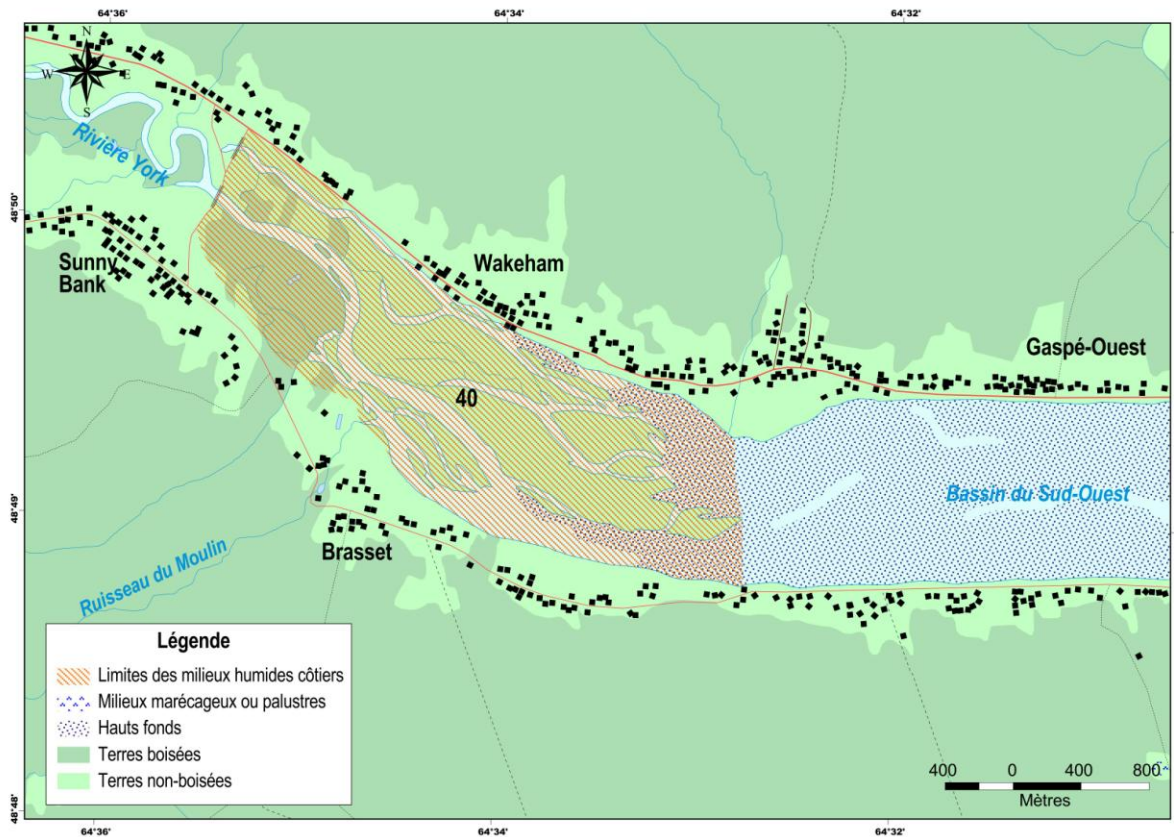 64°36'
64°34'
64°32'
N
W
E
S
Rivière York
48°50'
Sunny
Bank
Wakeham
Gaspé-Ouest
40
48°49'
Bassin du Sud-Ouest
Brasset
Ruisseau du Moulin
Légende
Limites des milieux humides côtiers
Milieux marécageux ou palustres
Hauts fonds
Terres boisées
Terres non-boisées
400 0 400 800
Mètres
48°48'
64°36'
64°34'
64°32'